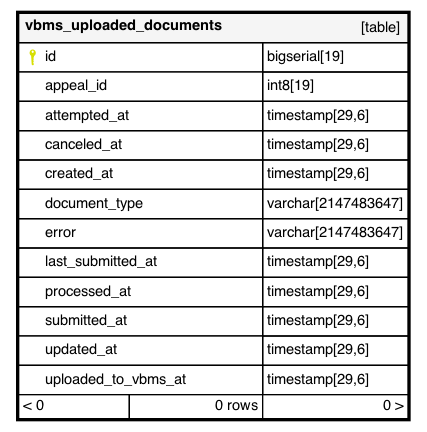 vbms_uploaded_documents [table]
id bigserial[19]
appeal_id int8[19]
attempted_at timestamp[29,6]
canceled_at timestamp[29,6]
created_at timestamp[29,6]
document_type varchar[2147483647]
error varchar[2147483647]
last_submitted_at timestamp[29,6]
processed_at timestamp[29,6]
submitted_at timestamp[29,6]
updated_at timestamp[29,6]
uploaded_to_vbms_at timestamp[29,6]
< 0 0 rows 0 >